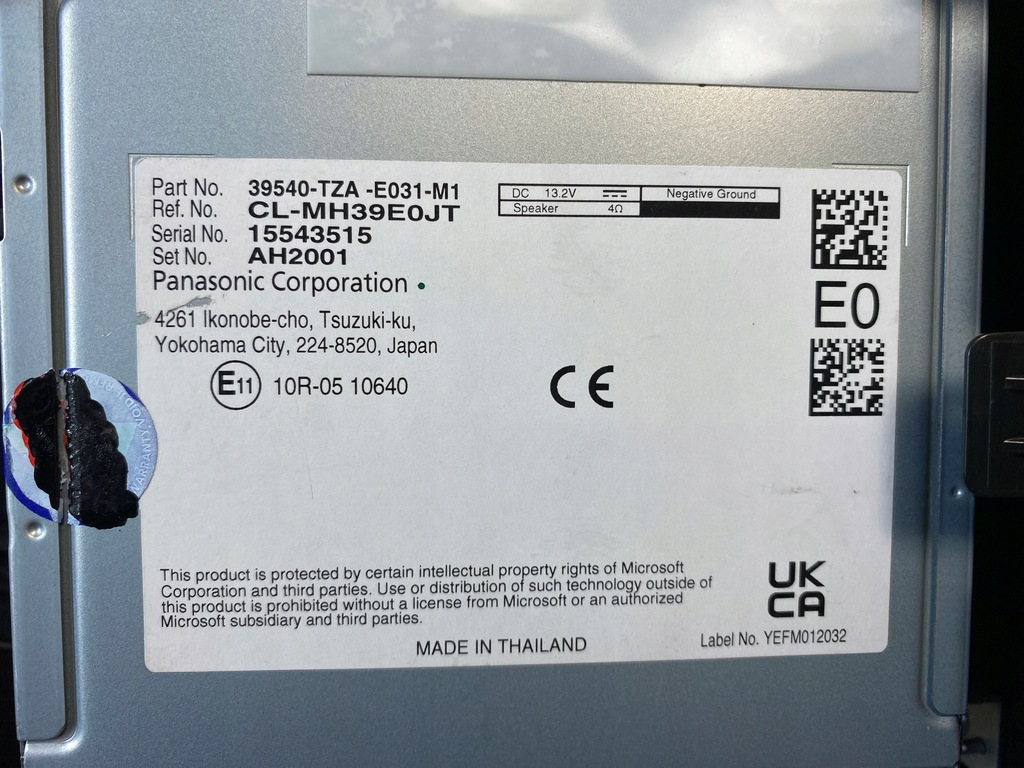 Part No. 39540-TZA -E031-M1
Ref. No. CL-MH39E0JT
Serial No. 15543515
Set No. AH2001
Panasonic Corporation
4261 Ikonobe-cho, Tsuzuki-ku,
Yokohama City, 224-8520, Japan
E11 10R-05 10640
DC 13.2V Negative Ground
Speaker 4Ω
E0
CE
WARRANTY VOID
This product is protected by certain intellectual property rights of Microsoft
Corporation and third parties. Use or distribution of such technology outside of
this product is prohibited without a license from Microsoft or an authorized
Microsoft subsidiary and third parties.
MADE IN THAILAND
UK
CA
Label No. YEFM012032